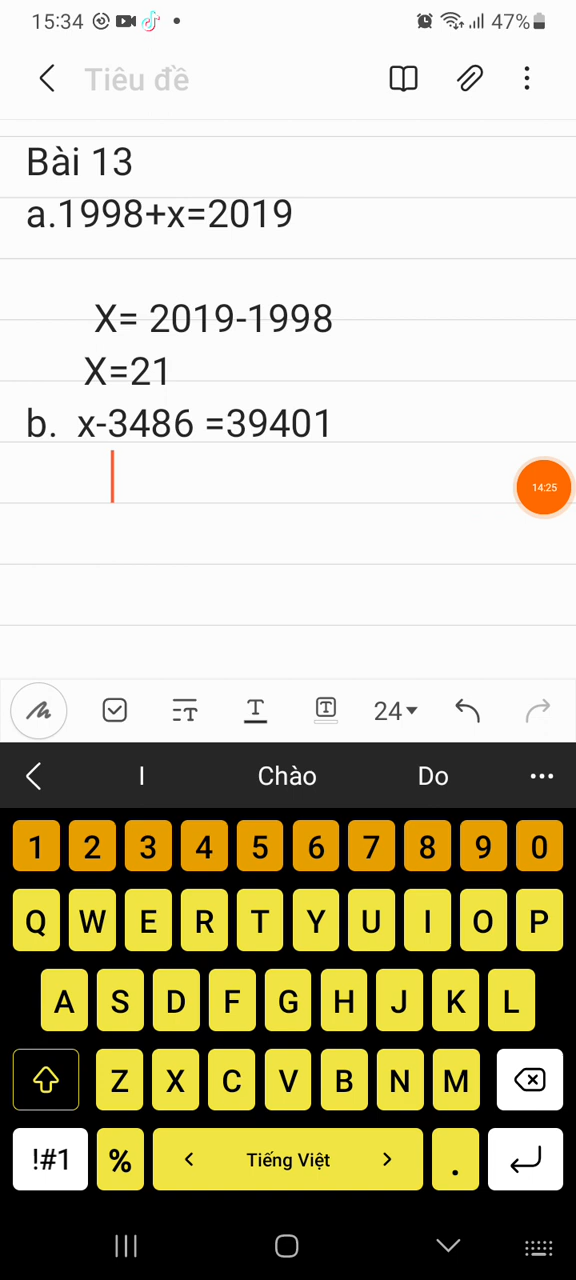 15:34
47%
Tiêu đề
Bài 13
a.1998+x=2019
X= 2019-1998
X=21
b. x-3486 =39401
14:25
24
I Chào Do
1 2 3 4 5 6 7 8 9 0
Q W E R T Y U I O P
A S D F G H J K L
Z X C V B N M
!#1 % < Tiếng Việt > .